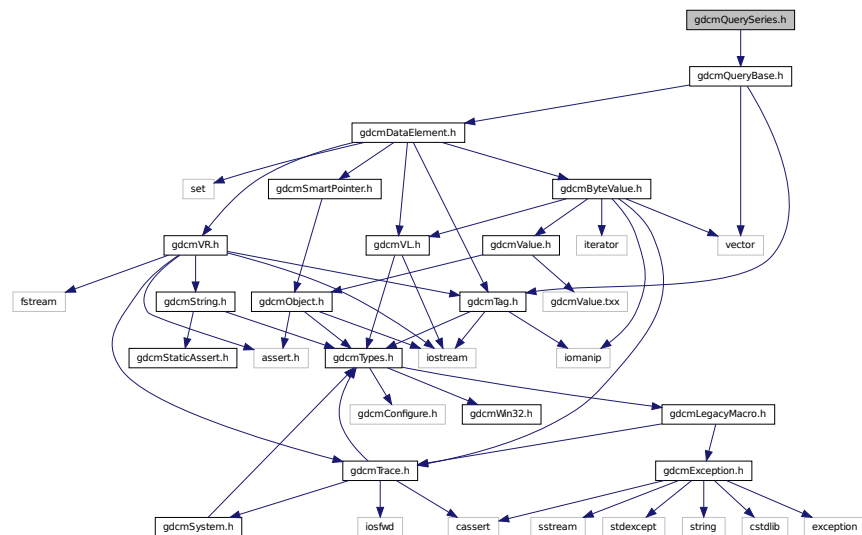 gdcmQuerySeries.h
gdcmQueryBase.h
gdcmDataElement.h
set
gdcmSmartPointer.h
gdcmByteValue.h
gdcmVR.h
gdcmVL.h
gdcmValue.h
iterator
vector
fstream
gdcmString.h
gdcmObject.h
gdcmTag.h
gdcmValue.txx
gdcmStaticAssert.h
assert.h
gdcmTypes.h
iostream
iomanip
gdcmConfigure.h
gdcmWin32.h
gdcmLegacyMacro.h
gdcmTrace.h
gdcmException.h
gdcmSystem.h
iosfwd
cassert
sstream
stdexcept
string
cstdlib
exception